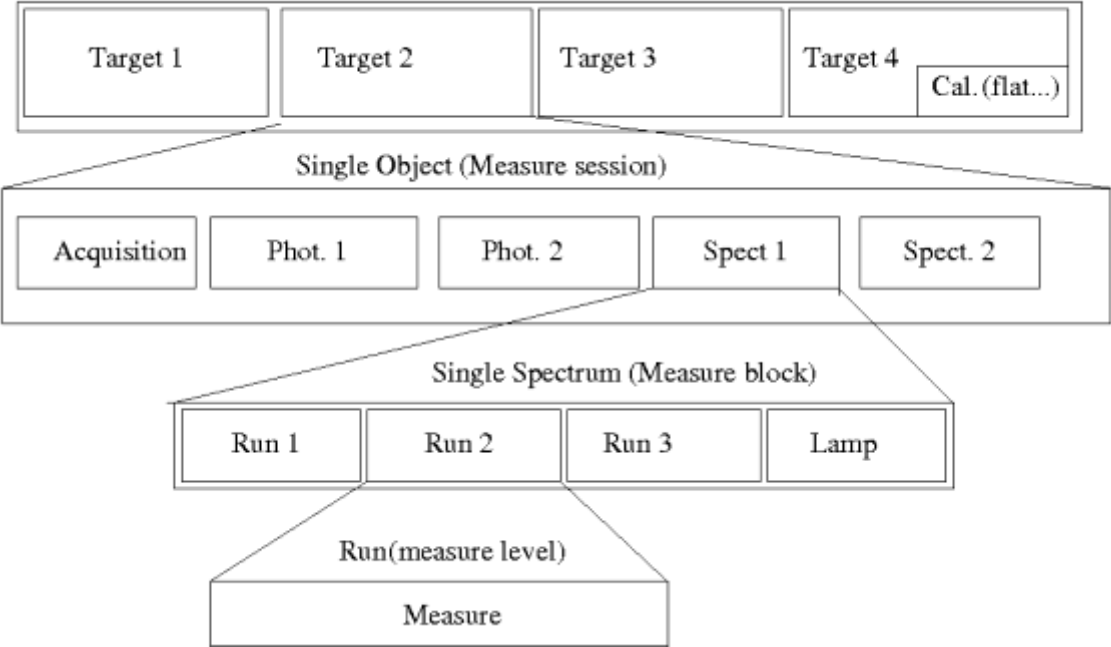 Target 1
Target 2
Target 3
Target 4
Cal. (flat...)
Single Object (Measure session)
Acquisition
Phot. 1
Phot. 2
Spect 1
Spect. 2
Single Spectrum (Measure block)
Run 1
Run 2
Run 3
Lamp
Run(measure level)
Measure